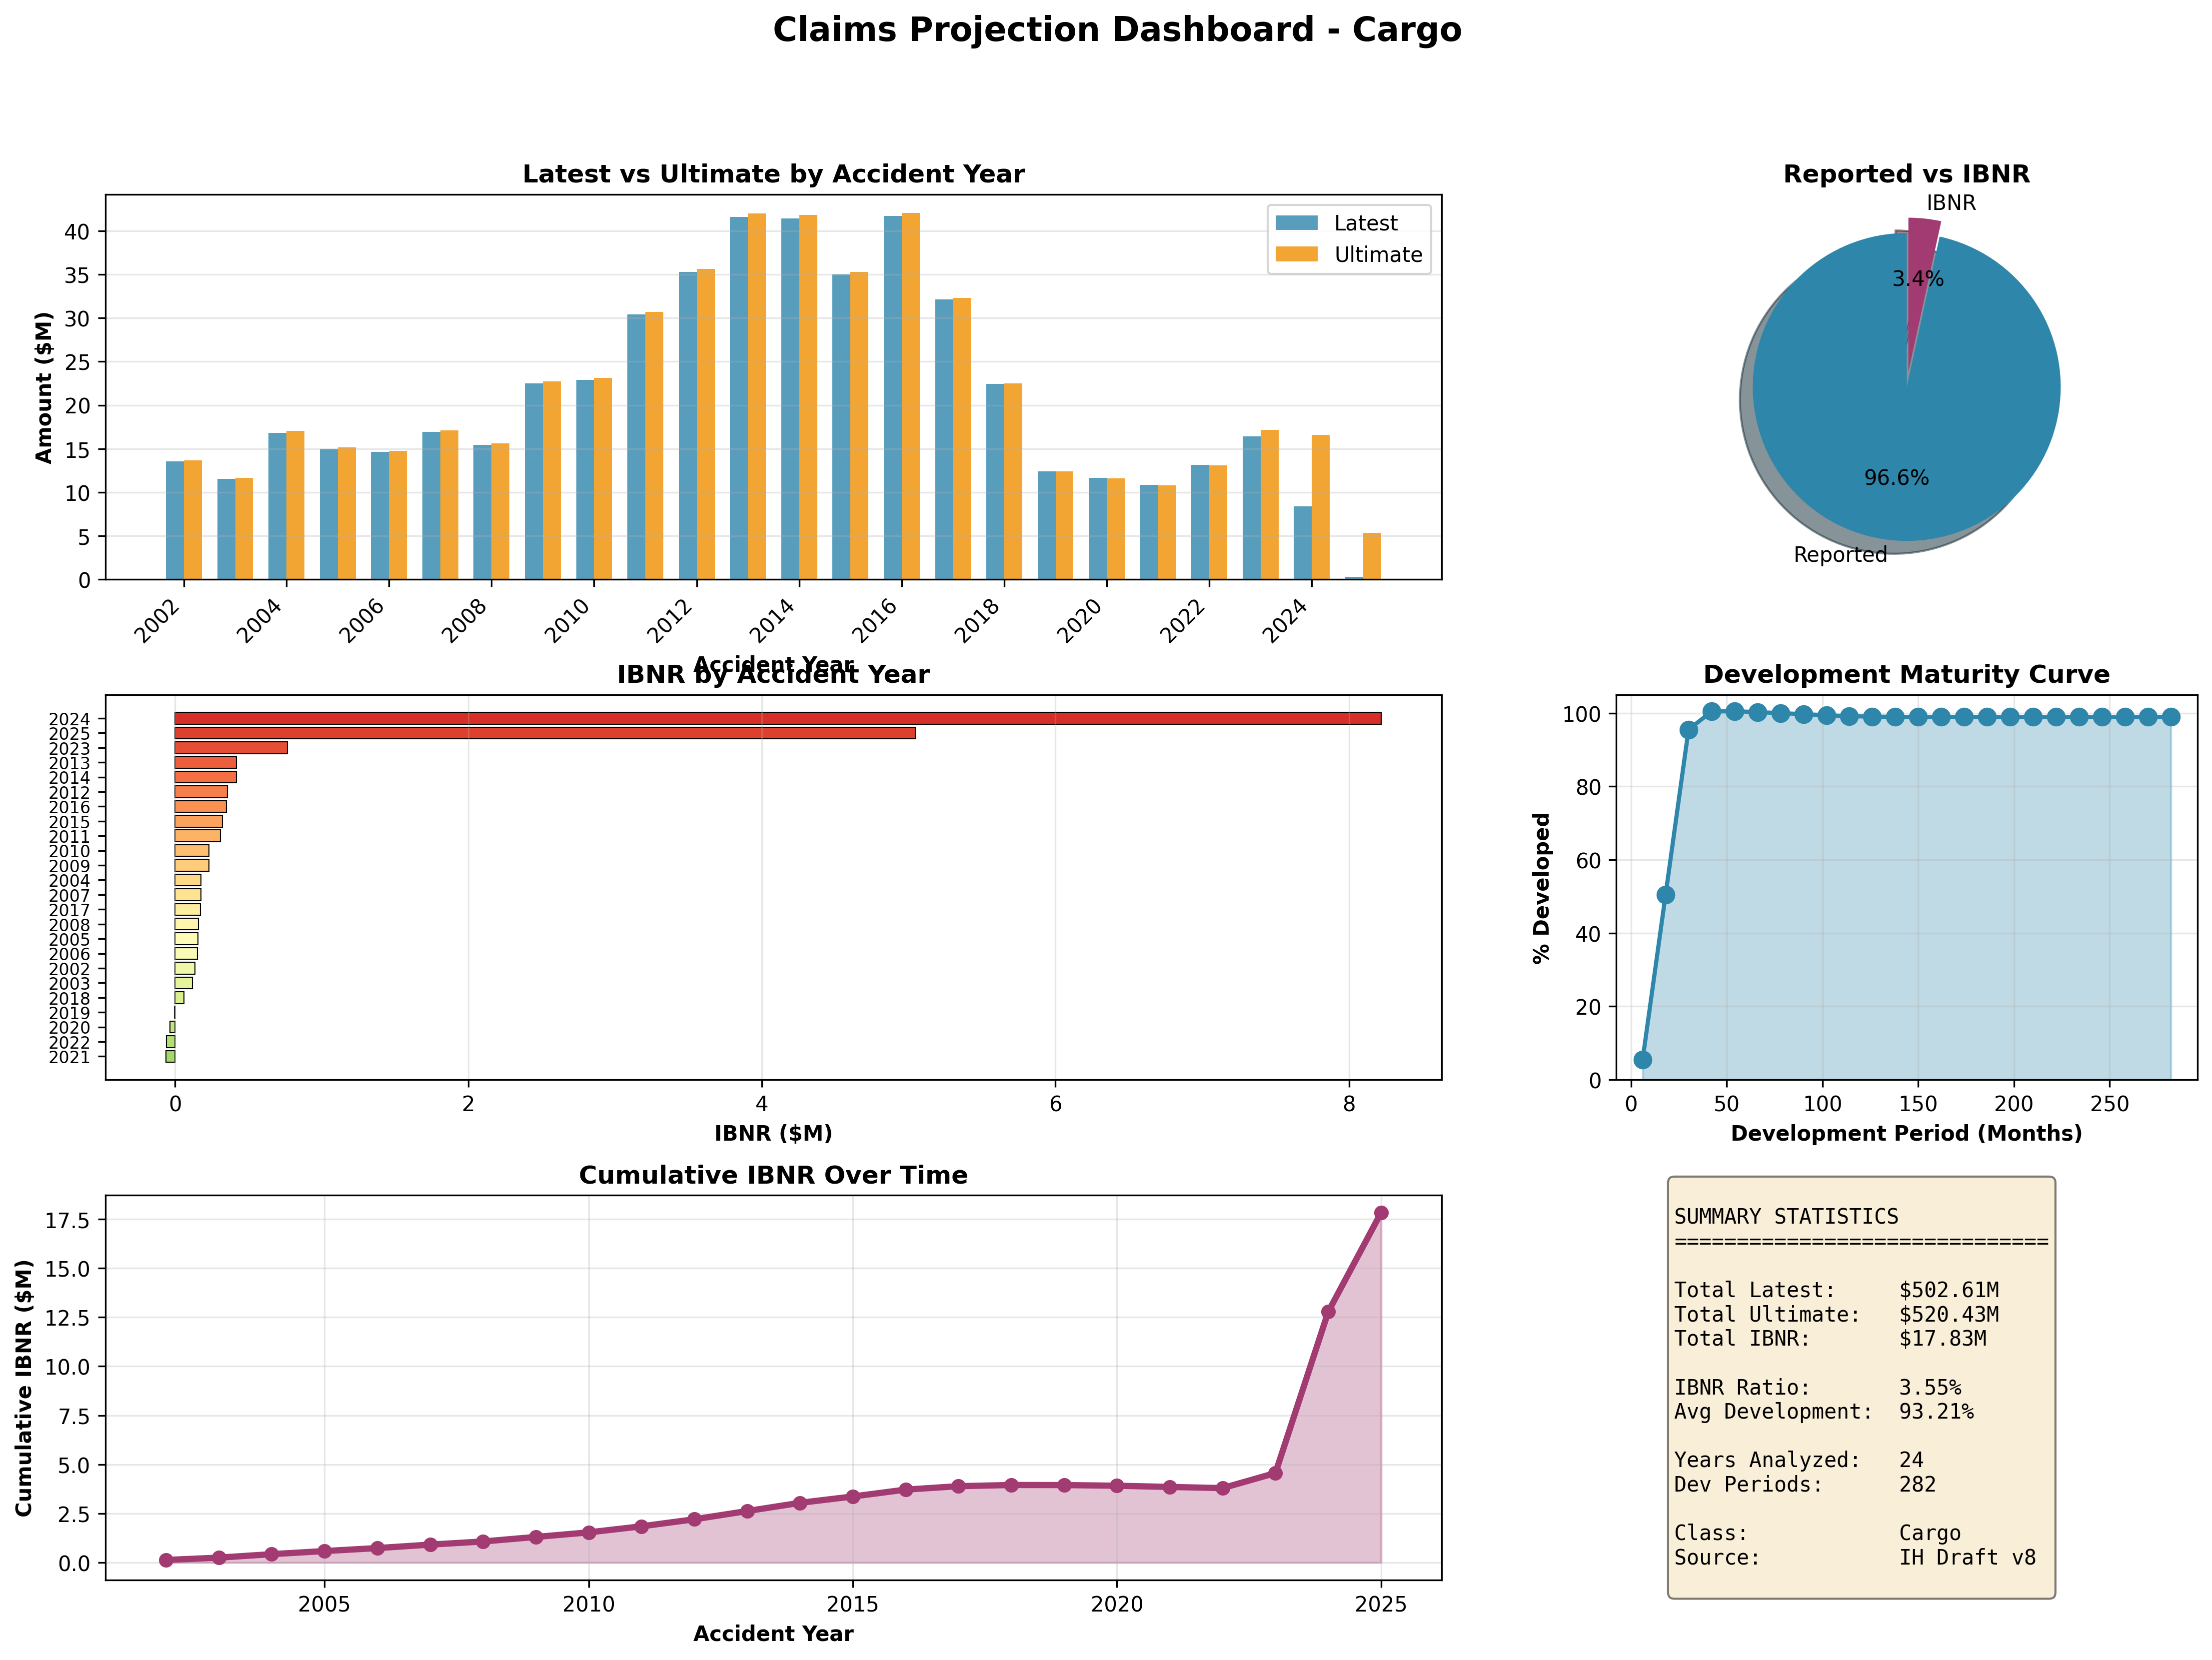 Claims Projection Dashboard - Cargo
Latest vs Ultimate by Accident Year
Amount ($M)
40
35
30
25
20
15
10
5
0
Latest
Ultimate
2002
2004
2006
2008
2010
2012
2014
2016
2018
2020
2022
2024
Accident Year
Reported vs IBNR
IBNR
3.4%
96.6%
Reported
IBNR by Accident Year
2024
2025
2023
2013
2014
2012
2016
2015
2011
2010
2009
2004
2007
2017
2008
2005
2006
2002
2003
2018
2019
2020
2022
2021
0
2
4
6
8
IBNR ($M)
Development Maturity Curve
% Developed
100
80
60
40
20
0
0
50
100
150
200
250
Development Period (Months)
Cumulative IBNR Over Time
Cumulative IBNR ($M)
17.5
15.0
12.5
10.0
7.5
5.0
2.5
0.0
2005
2010
2015
2020
2025
Accident Year
SUMMARY STATISTICS
==============================
Total Latest: $502.61M
Total Ultimate: $520.43M
Total IBNR: $17.83M
IBNR Ratio: 3.55%
Avg Development: 93.21%
Years Analyzed: 24
Dev Periods: 282
Class: Cargo
Source: IH Draft v8